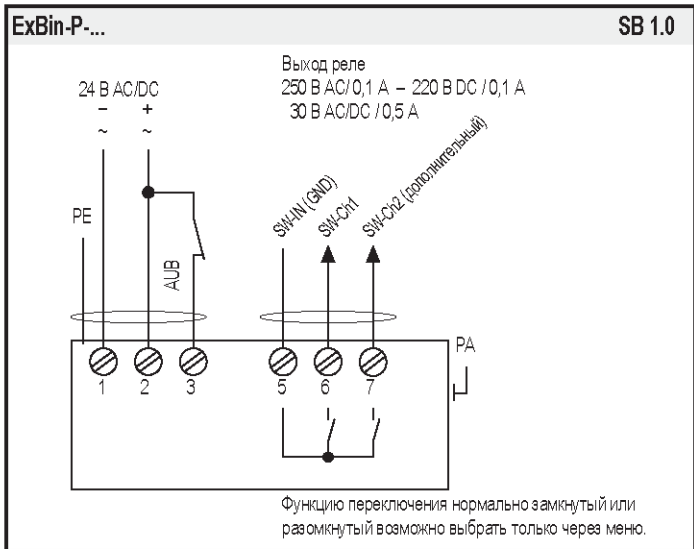 ExBin-P-... SB 1.0
Выход реле
24 В AC/DC 250 В AC/ 0,1 A – 220 В DC / 0,1 A
– + 30 В AC/DC / 0,5 A
~ ~
PE
AUB
SW-IN (GND)
SW-Ch1
SW-Ch2 (дополнительный)
PA
1 2 3 5 6 7
Функцию переключения нормально замкнутый или
разомкнутый возможно выбрать только через меню.